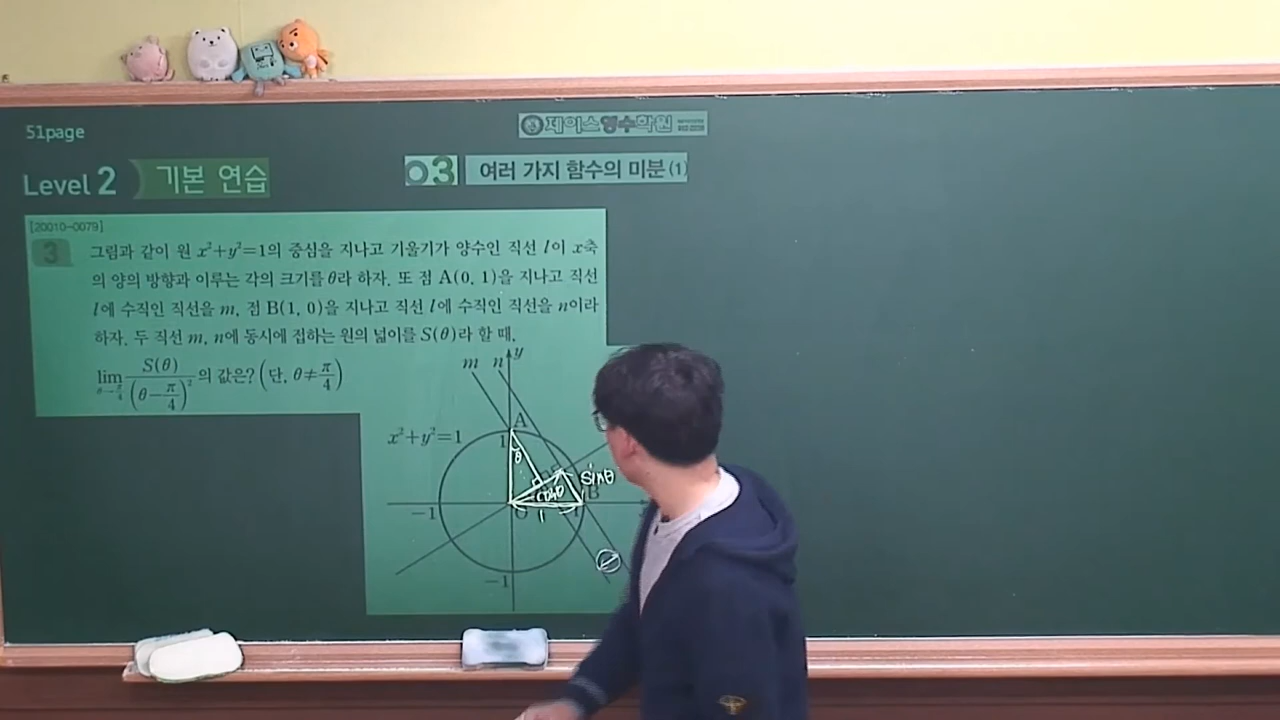 51page
제이스영수학원
Level 2 기본 연습
03 여러 가지 함수의 미분(1)
[20010-0079]
3 그림과 같이 원 x²+y²=1의 중심을 지나고 기울기가 양수인 직선 l이 x축
의 양의 방향과 이루는 각의 크기를 θ라 하자. 또 점 A(0, 1)을 지나고 직선
l에 수직인 직선을 m, 점 B(1, 0)을 지나고 직선 l에 수직인 직선을 n이라
하자. 두 직선 m, n에 동시에 접하는 원의 넓이를 S(θ)라 할 때,
lim θ→π/4 S(θ)/(θ-π/4)² 의 값은? (단, θ≠π/4)
m n y
A
x²+y²=1 1
θ
sinθ
cosθ B
-1 O 1
1
-1